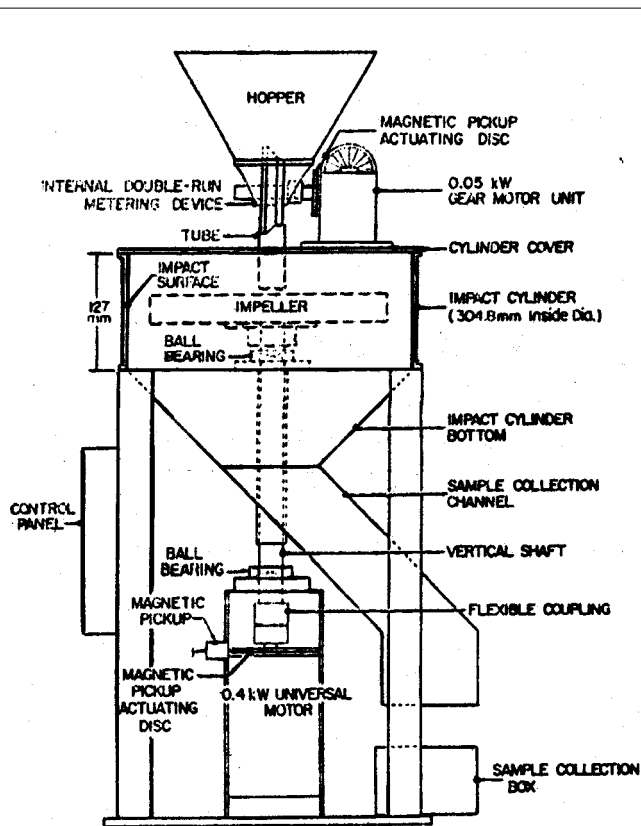 HOPPER
MAGNETIC PICKUP
ACTUATING DISC
INTERNAL DOUBLE-RUN
METERING DEVICE
0.05 kW
GEAR MOTOR UNIT
TUBE
CYLINDER COVER
IMPACT
SURFACE
127
mm
IMPELLER
IMPACT CYLINDER
(304.8mm Inside Dia.)
BALL
BEARING
IMPACT CYLINDER
BOTTOM
SAMPLE COLLECTION
CHANNEL
CONTROL
PANEL
VERTICAL SHAFT
BALL
BEARING
MAGNETIC
PICKUP
FLEXIBLE COUPLING
MAGNETIC
PICKUP
ACTUATING
DISC
0.4 kW UNIVERSAL
MOTOR
SAMPLE COLLECTION
BOX